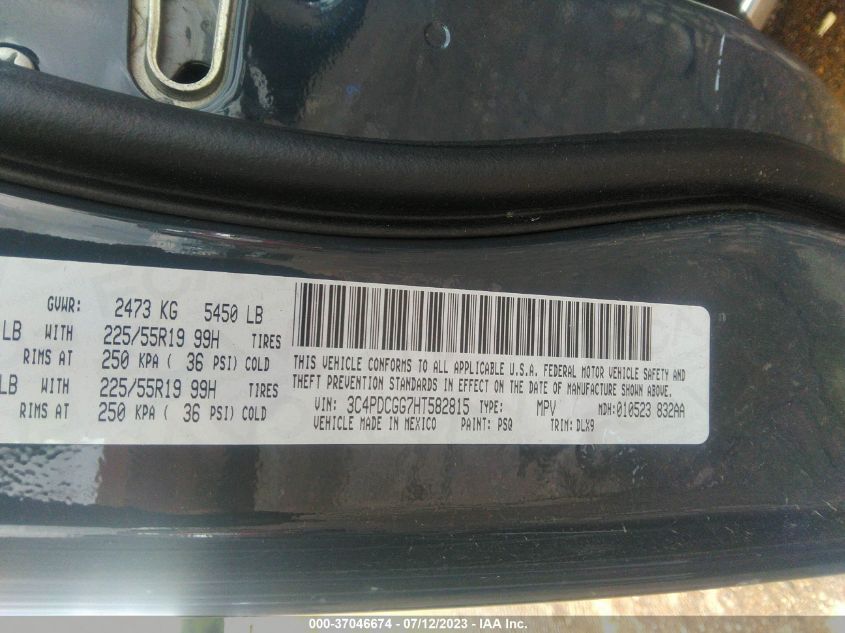 GVWR: 2473 KG 5450 LB
LB WITH 225/55R19 99H TIRES
RIMS AT 250 KPA ( 36 PSI) COLD
LB WITH 225/55R19 99H TIRES
RIMS AT 250 KPA ( 36 PSI) COLD
THIS VEHICLE CONFORMS TO ALL APPLICABLE U.S.A. FEDERAL MOTOR VEHICLE SAFETY AND
THEFT PREVENTION STANDARDS IN EFFECT ON THE DATE OF MANUFACTURE SHOWN ABOVE.
VIN: 3C4PDCGG7HT582815 TYPE: MPV MDH: 010523 832AA
VEHICLE MADE IN MEXICO PAINT: PSQ TRIM: DLX9
000-37046674 - 07/12/2023 - IAA Inc.